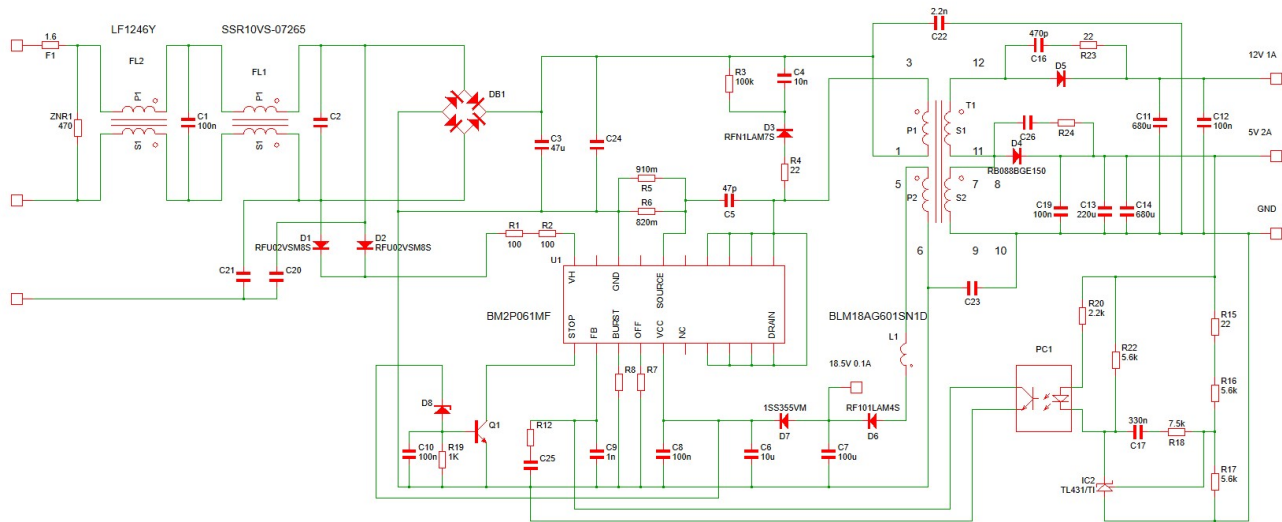 LF1246Y
SSR10VS-07265
1.6
F1
FL2
FL1
P1
S1
P1
S1
ZNR1
470
C1
100n
C2
DB1
C3
47u
C24
R3
100k
C4
10n
D3
RFN1LAM7S
R4
22
2.2n
C22
470p
C16
22
R23
3
12
D5
12V 1A
T1
P1
S1
C26
R24
C11
680u
C12
100n
1
11
D4
RB088BGE150
5V 2A
5
7
8
P2
S2
C19
100n
C13
220u
C14
680u
GND
6
9
10
910m
R5
R6
820m
47p
C5
D1
RFU02VSM8S
D2
RFU02VSM8S
R1
100
R2
100
C21
C20
U1
VH
GND
SOURCE
BM2P061MF
STOP
FB
BURST
OFF
VCC
NC
DRAIN
C23
BLM18AG601SN1D
L1
18.5V 0.1A
R8
R7
D8
Q1
R12
C10
100n
R19
1K
C25
C9
1n
C8
100n
1SS355VM
D7
RF101LAM4S
D6
C6
10u
C7
100u
PC1
R20
2.2k
R22
5.6k
R15
22
R16
5.6k
330n
C17
7.5k
R18
R17
5.6k
IC2
TL431/TI